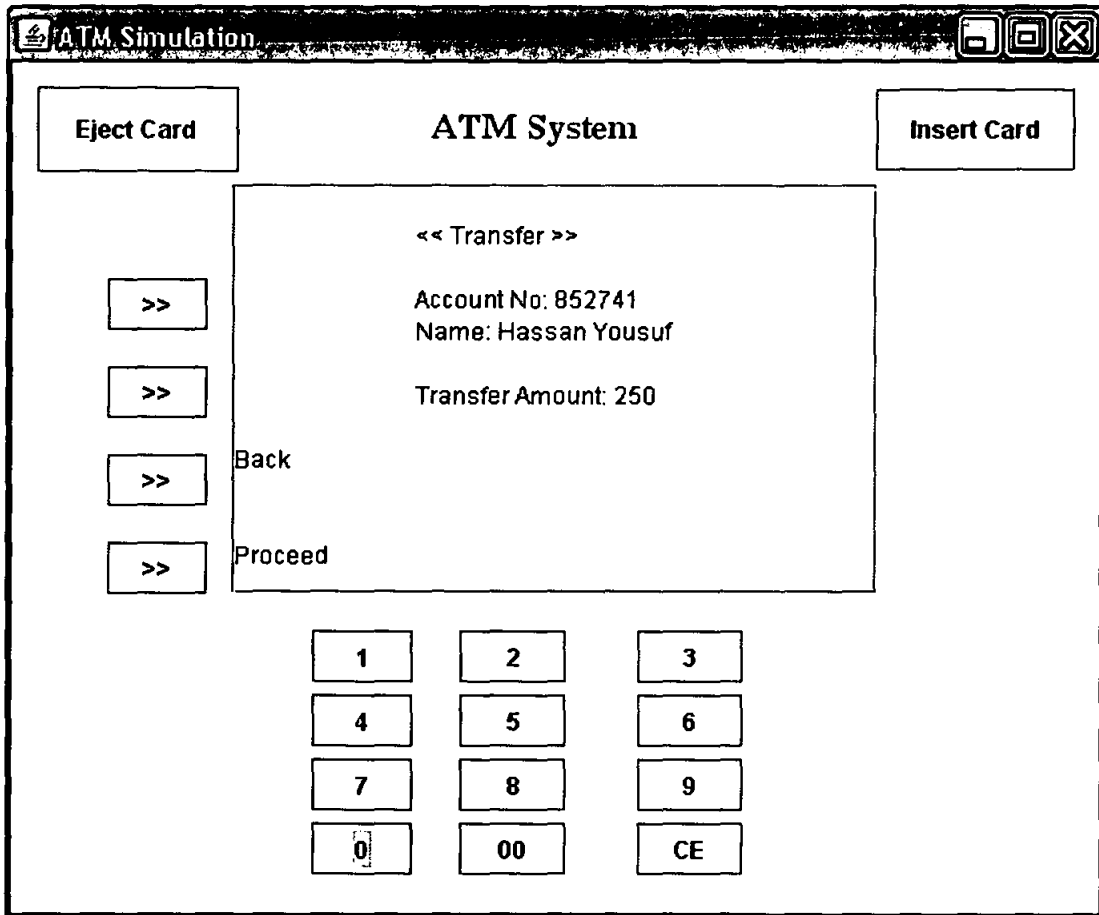 ATM Simulation
Eject Card
ATM System
Insert Card
<< Transfer >>
>>
Account No: 852741
Name: Hassan Yousuf
>>
Transfer Amount: 250
>>
Back
>>
Proceed
1 2 3
4 5 6
7 8 9
0 00 CE